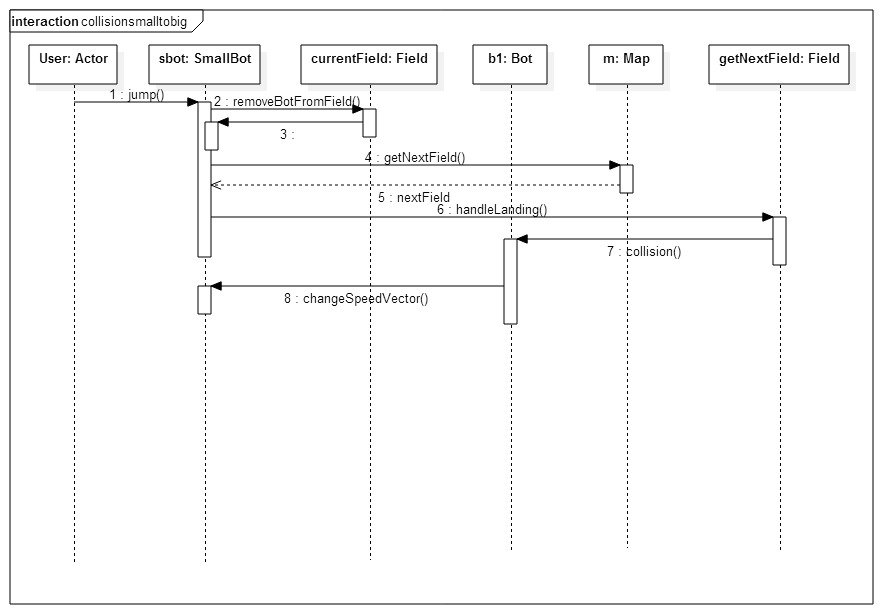 interaction collisionsmalltobig
User: Actor
sbot: SmallBot
currentField: Field
b1: Bot
m: Map
getNextField: Field
1 : jump()
2 : removeBotFromField()
3 :
4 : getNextField()
5 : nextField
6 : handleLanding()
7 : collision()
8 : changeSpeedVector()